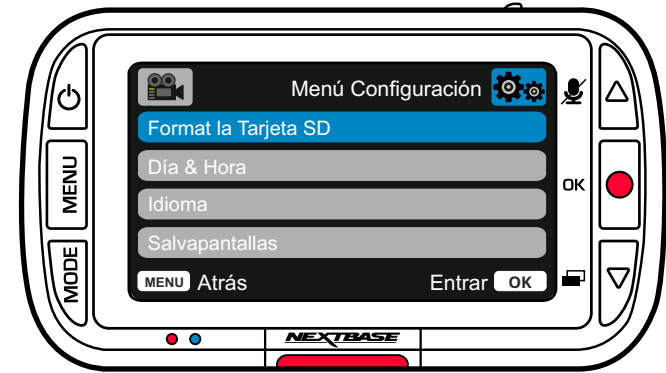 Menú Configuración
Format la Tarjeta SD
Día & Hora
Idioma
Salvapantallas
MENU Atrás Entrar OK
MENU
MODE
OK
NEXTBASE